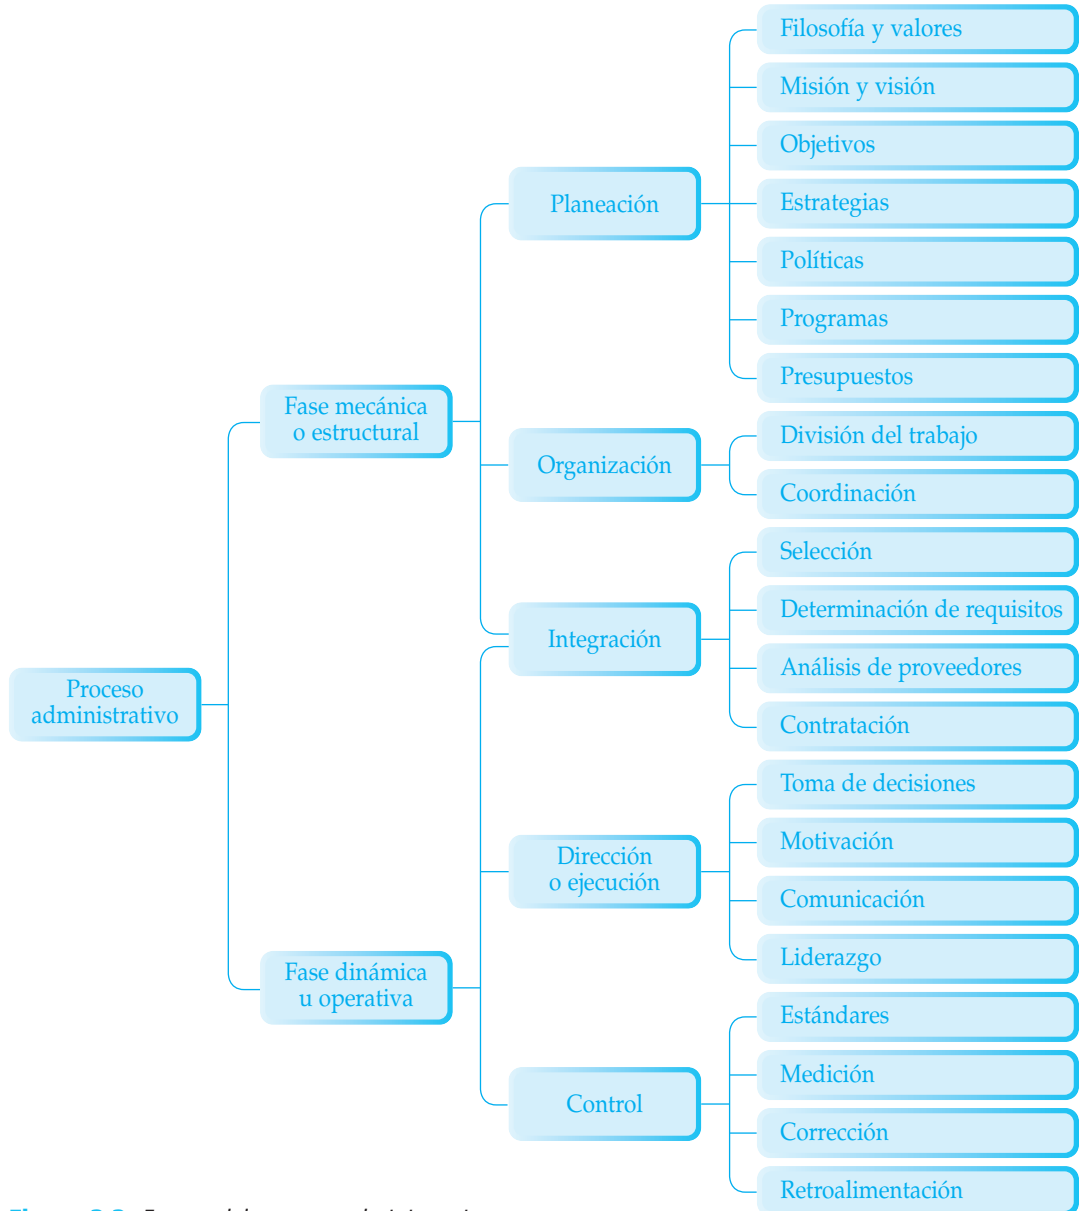 Proceso
administrativo
Fase mecánica
o estructural
Planeación
Filosofía y valores
Misión y visión
Objetivos
Estrategias
Políticas
Programas
Presupuestos
Organización
División del trabajo
Coordinación
Integración
Selección
Determinación de requisitos
Análisis de proveedores
Contratación
Fase dinámica
u operativa
Dirección
o ejecución
Toma de decisiones
Motivación
Comunicación
Liderazgo
Control
Estándares
Medición
Corrección
Retroalimentación